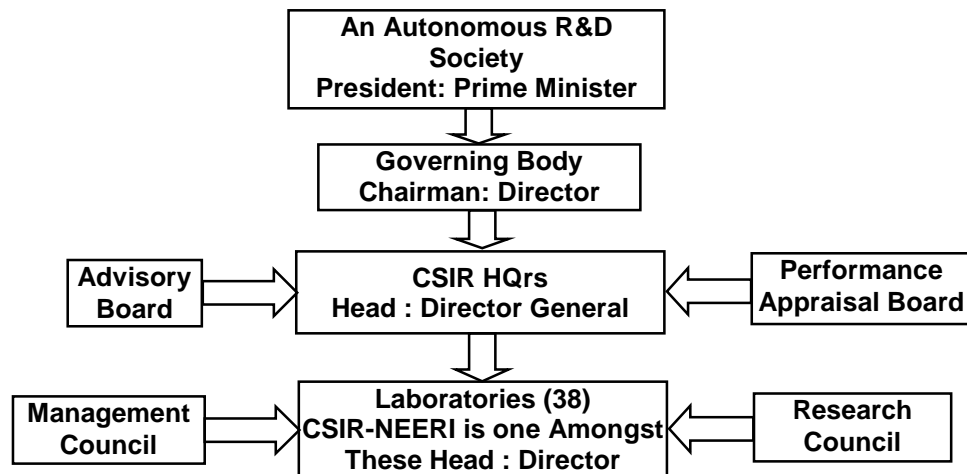 An Autonomous R&D
Society
President: Prime Minister
Governing Body
Chairman: Director
Advisory
Board
CSIR HQrs
Head : Director General
Performance
Appraisal Board
Management
Council
Laboratories (38)
CSIR-NEERI is one Amongst
These Head : Director
Research
Council